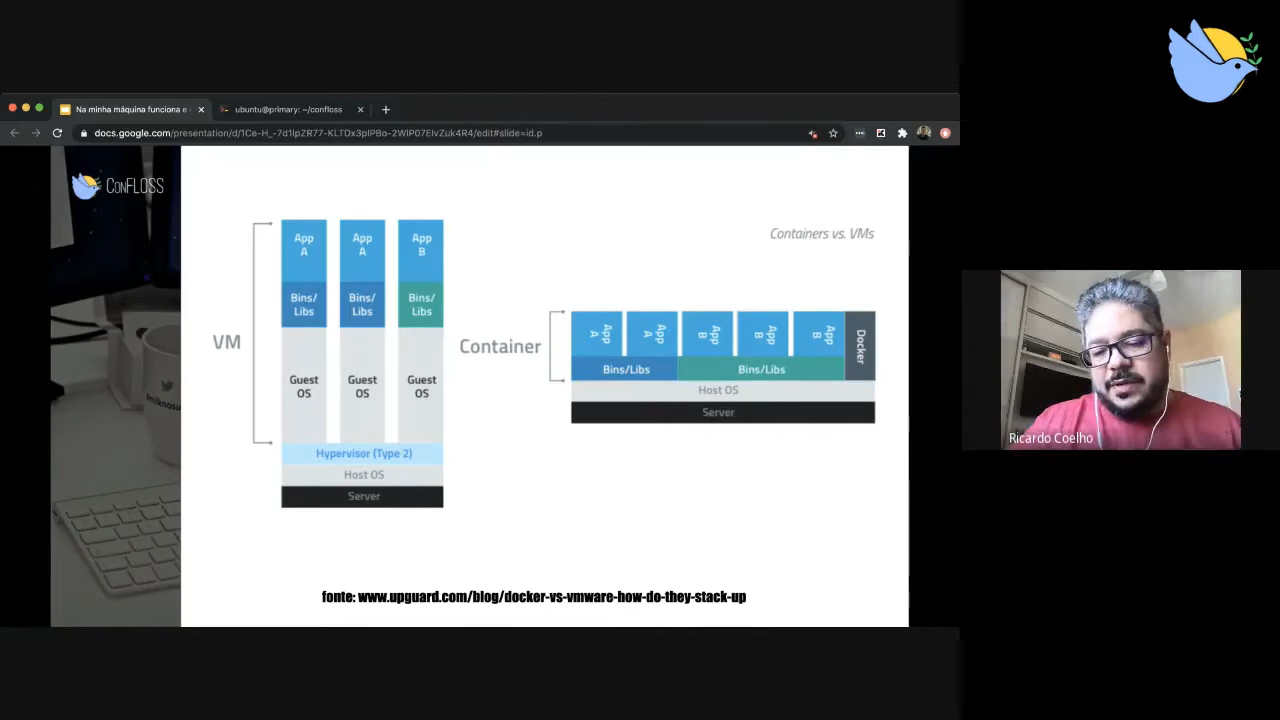 Na minha máquina funciona e
ubuntu@primary: ~/confloss
docs.google.com/presentation/d/1Ce-H_-7d1lpZR77-KLTDx3plPBo-2WlP07ElvZuk4R4/edit#slide=id.p
ConFLOSS
Containers vs. VMs
App
A
App
A
App
B
Bins/
Libs
Bins/
Libs
Bins/
Libs
VM
Guest
OS
Guest
OS
Guest
OS
Hypervisor (Type 2)
Host OS
Server
Container
App
A
App
A
App
B
App
B
App
B
Docker
Bins/Libs
Bins/Libs
Host OS
Server
fonte: www.upguard.com/blog/docker-vs-vmware-how-do-they-stack-up
Ricardo Coelho